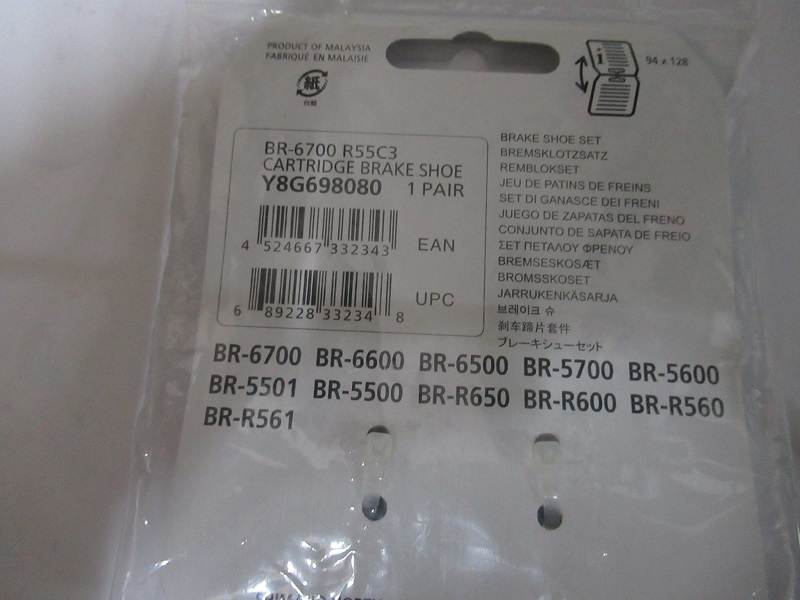 PRODUCT OF MALAYSIA
FABRIQUÉ EN MALAISIE
紙
台紙
i
94 x 128
BR-6700 R55C3
CARTRIDGE BRAKE SHOE
Y8G698080 1 PAIR
4 524667 332343 EAN
6 89228 33234 8 UPC
BRAKE SHOE SET
BREMSKLOTZSATZ
REMBLOKSET
JEU DE PATINS DE FREINS
SET DI GANASCE DEI FRENI
JUEGO DE ZAPATAS DEL FRENO
CONJUNTO DE SAPATA DE FREIO
ΣΕΤ ΠΕΤΑΛΟΥ ΦΡΕΝΟΥ
BREMSESKOSÆT
BROMSSKOSET
JARRUKENKÄSARJA
브레이크 슈
刹车蹄片套件
ブレーキシューセット
BR-6700 BR-6600 BR-6500 BR-5700 BR-5600
BR-5501 BR-5500 BR-R650 BR-R600 BR-R560
BR-R561